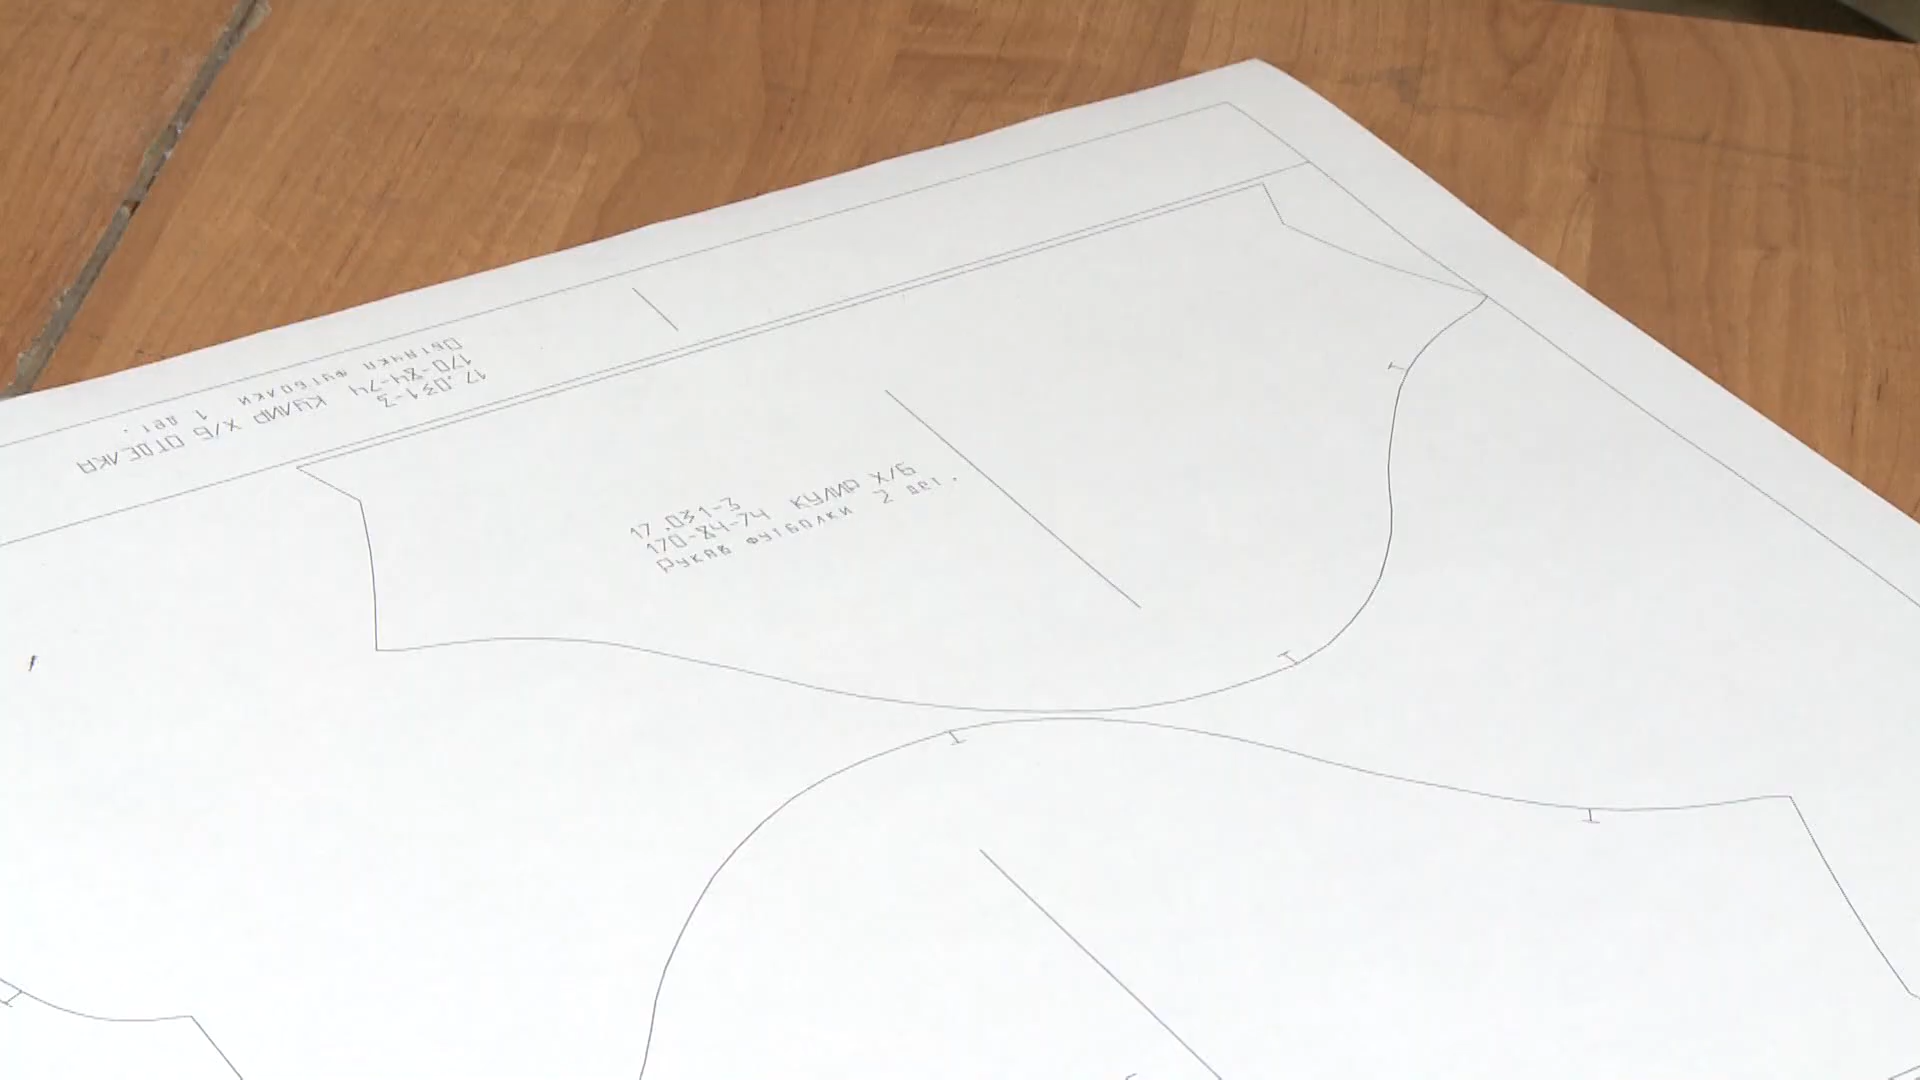 17.031-3
170-84-74 КУЛИР Х/Б ОТДЕЛКА
Обтачка футболки 1 дет.
17.031-3
170-84-74 КУЛИР Х/Б
Рукав футболки 2 дет.